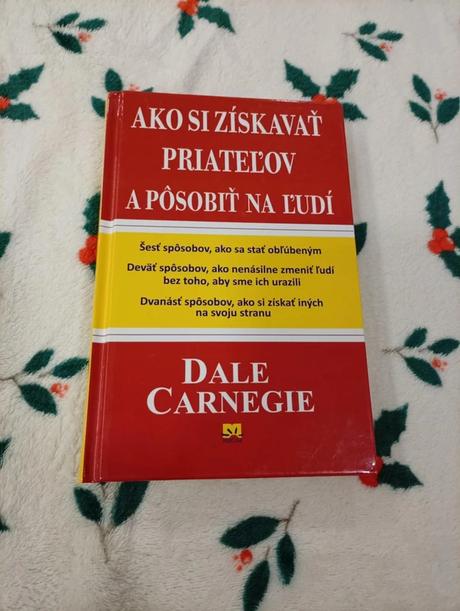 AKO SI ZÍSKAVAŤ
PRIATEĽOV
A PÔSOBIŤ NA ĽUDÍ
Šesť spôsobov, ako sa stať obľúbeným
Deväť spôsobov, ako nenásilne zmeniť ľudí
bez toho, aby sme ich urazili
Dvanásť spôsobov, ako si získať iných
na svoju stranu
DALE
CARNEGIE